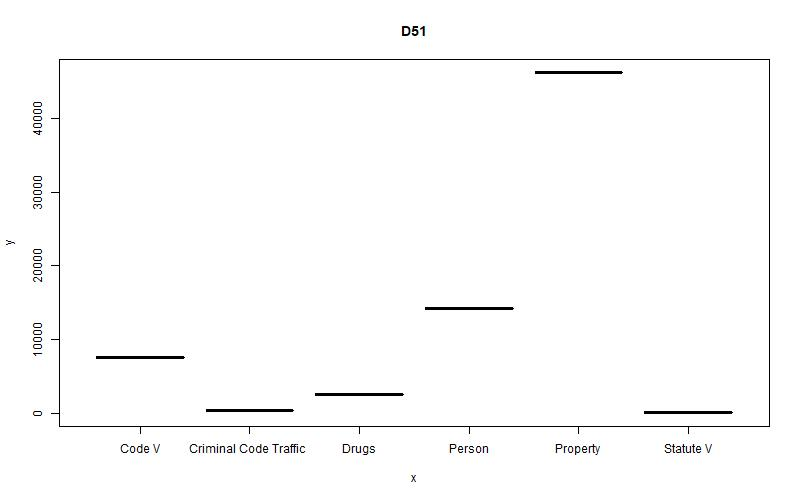 D51
y
40000
30000
20000
10000
0
Code V
Criminal Code Traffic
Drugs
Person
Property
Statute V
x